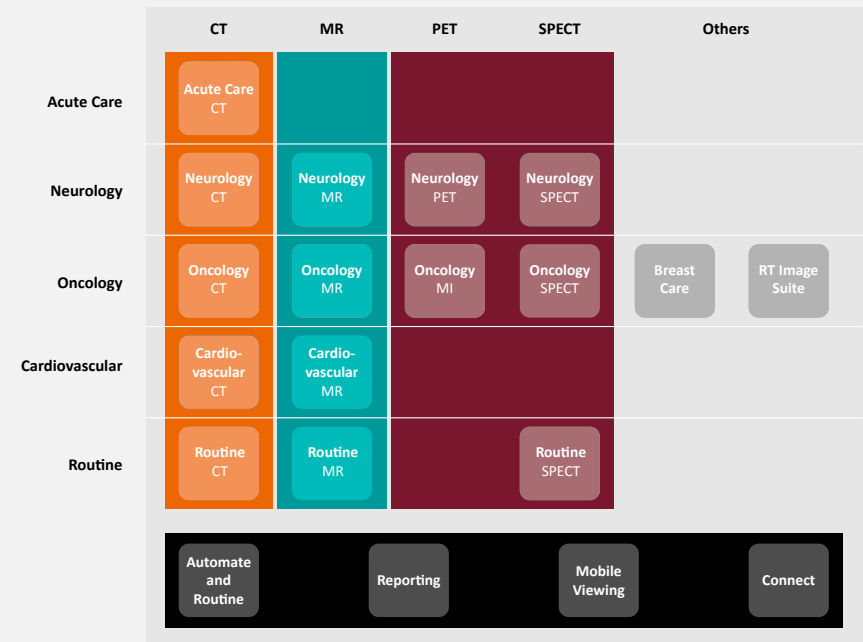 CT MR PET SPECT Others
Acute Care
Acute Care
CT
Neurology
Neurology
CT
Neurology
MR
Neurology
PET
Neurology
SPECT
Oncology
Oncology
CT
Oncology
MR
Oncology
MI
Oncology
SPECT
Breast
Care
RT Image
Suite
Cardiovascular
Cardio-
vascular
CT
Cardio-
vascular
MR
Routine
Routine
CT
Routine
MR
Routine
SPECT
Automate
and
Routine
Reporting
Mobile
Viewing
Connect